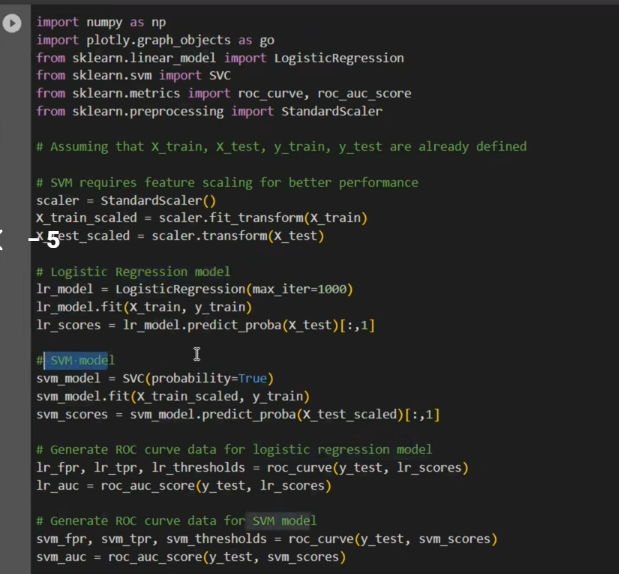 import numpy as np
import plotly.graph_objects as go
from sklearn.linear_model import LogisticRegression
from sklearn.svm import SVC
from sklearn.metrics import roc_curve, roc_auc_score
from sklearn.preprocessing import StandardScaler
# Assuming that X_train, X_test, y_train, y_test are already defined
# SVM requires feature scaling for better performance
scaler = StandardScaler()
X_train_scaled = scaler.fit_transform(X_train)
X_test_scaled = scaler.transform(X_test)
– 5
# Logistic Regression model
lr_model = LogisticRegression(max_iter=1000)
lr_model.fit(X_train, y_train)
lr_scores = lr_model.predict_proba(X_test)[:,1]
# SVM model
svm_model = SVC(probability=True)
svm_model.fit(X_train_scaled, y_train)
svm_scores = svm_model.predict_proba(X_test_scaled)[:,1]
# Generate ROC curve data for logistic regression model
lr_fpr, lr_tpr, lr_thresholds = roc_curve(y_test, lr_scores)
lr_auc = roc_auc_score(y_test, lr_scores)
# Generate ROC curve data for SVM model
svm_fpr, svm_tpr, svm_thresholds = roc_curve(y_test, svm_scores)
svm_auc = roc_auc_score(y_test, svm_scores)